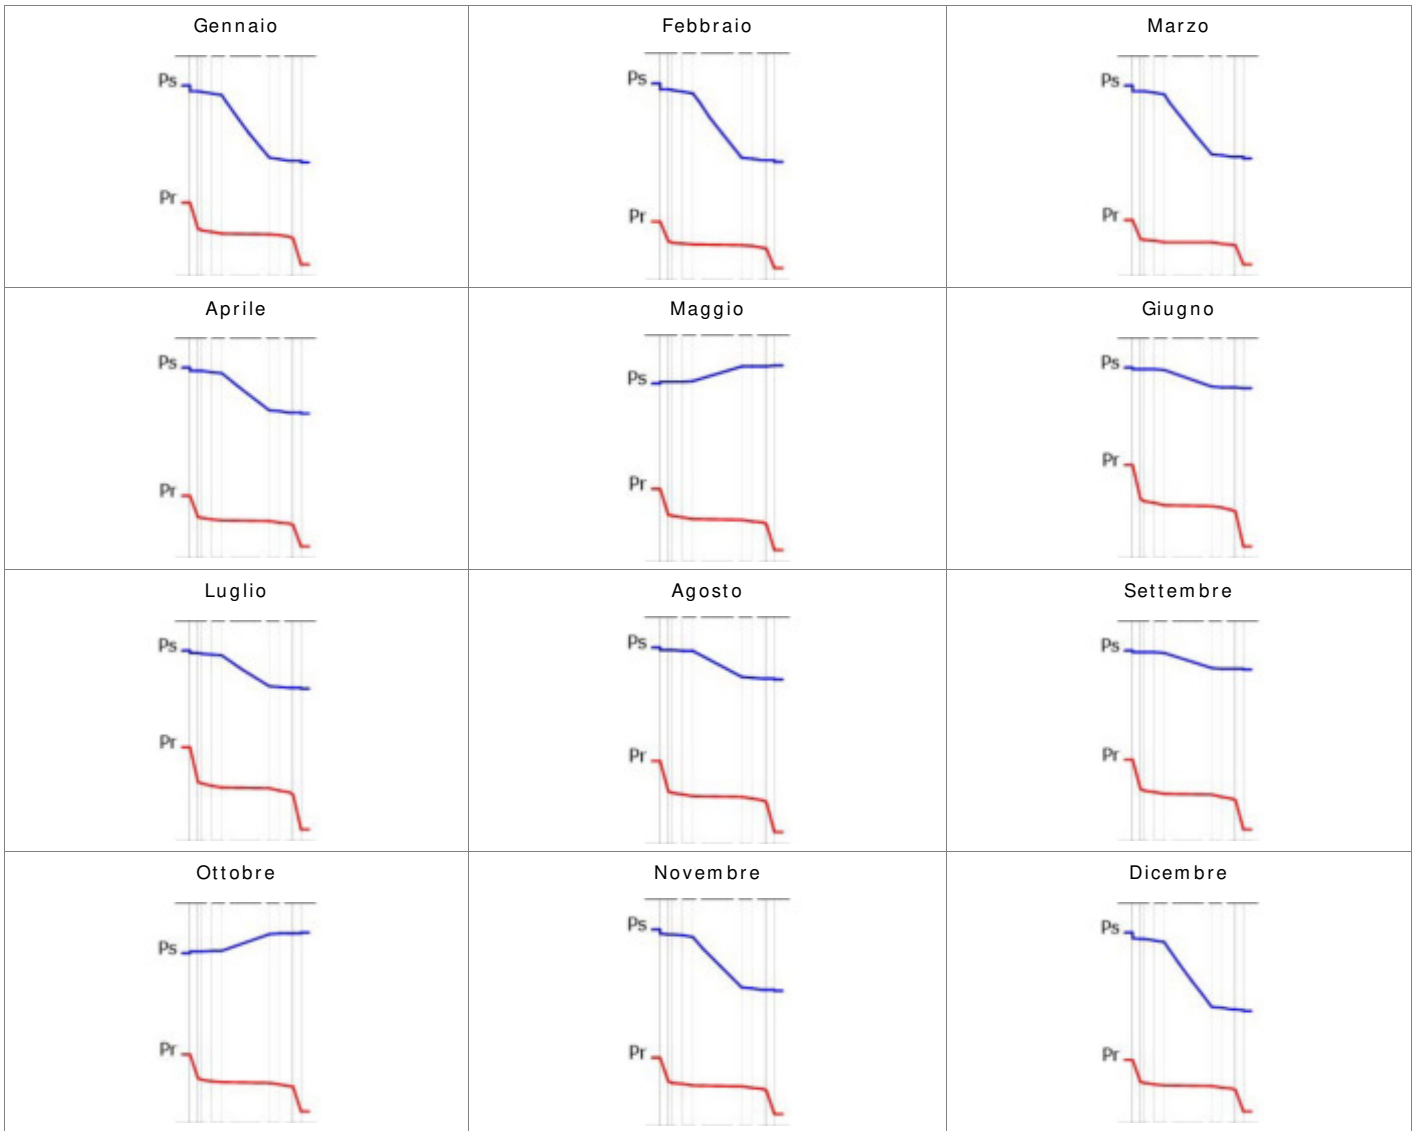 Gennaio
Febbraio
Marzo
Ps
Pr
Ps
Pr
Ps
Pr
Aprile
Maggio
Giugno
Ps
Pr
Ps
Pr
Ps
Pr
Luglio
Agosto
Settembre
Ps
Pr
Ps
Pr
Ps
Pr
Ottobre
Novembre
Dicembre
Ps
Pr
Ps
Pr
Ps
Pr